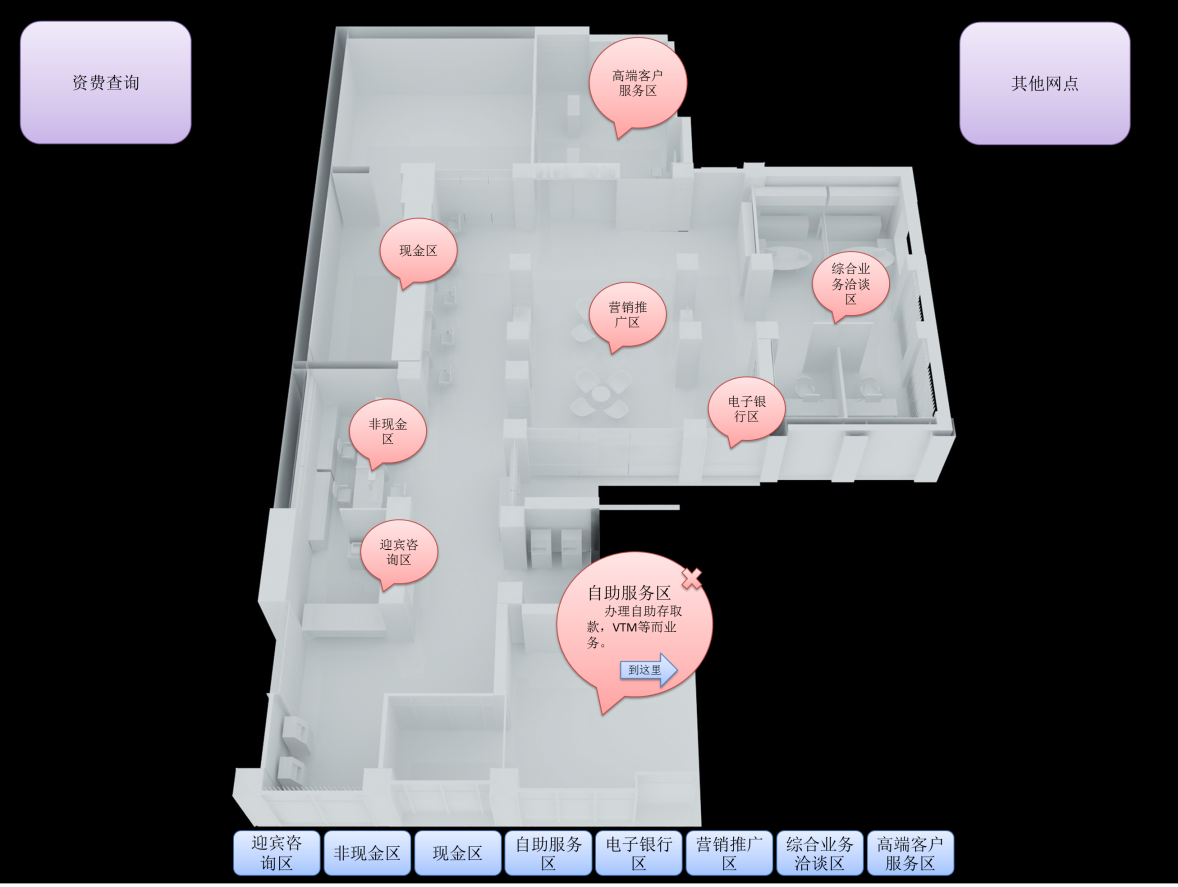 资费查询
其他网点
高端客户
服务区
现金区
综合业
务洽谈
区
营销推
广区
电子银
行区
非现金
区
迎宾咨
询区
自助服务区
办理自助存取
款，VTM等而业
务。
到这里
迎宾咨
询区
非现金区
现金区
自助服务
区
电子银行
区
营销推广
区
综合业务
洽谈区
高端客户
服务区